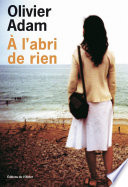 Olivier
Adam
À l'abri
de rien
Éditions de l'Olivier